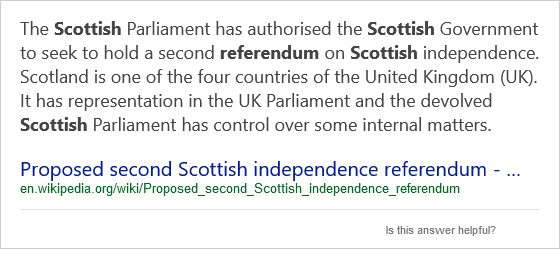 The Scottish Parliament has authorised the Scottish Government
to seek to hold a second referendum on Scottish independence.
Scotland is one of the four countries of the United Kingdom (UK).
It has representation in the UK Parliament and the devolved
Scottish Parliament has control over some internal matters.
Proposed second Scottish independence referendum - ...
en.wikipedia.org/wiki/Proposed_second_Scottish_independence_referendum
Is this answer helpful?